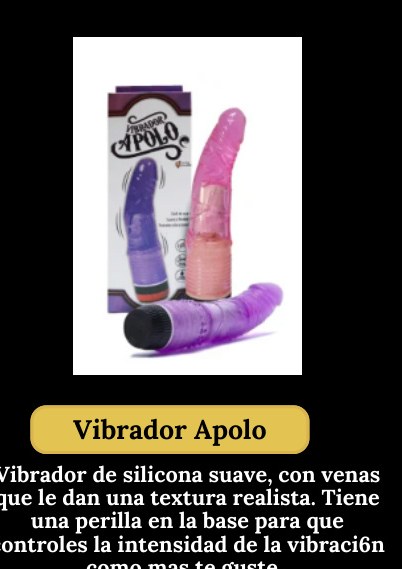 VIBRADOR
APOLO
Vibrador Apolo
Vibrador de silicona suave, con venas
que le dan una textura realista. Tiene
una perilla en la base para que
controles la intensidad de la vibraci6n
como mas te guste